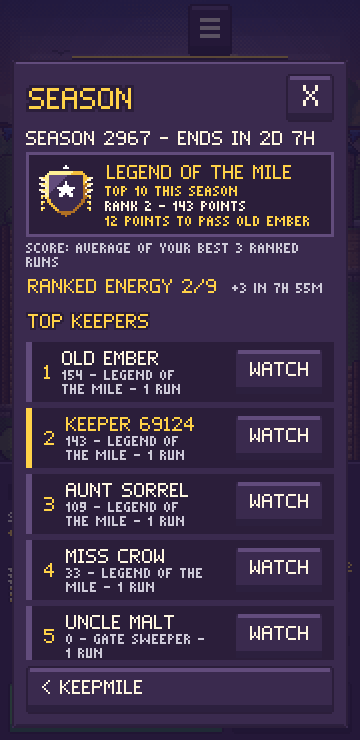 SEASON
X
SEASON 2967 - ENDS IN 2D 7H
LEGEND OF THE MILE
TOP 10 THIS SEASON
RANK 2 - 143 POINTS
12 POINTS TO PASS OLD EMBER
SCORE: AVERAGE OF YOUR BEST 3 RANKED
RUNS
RANKED ENERGY 2/9 +3 IN 7H 55M
TOP KEEPERS
1 OLD EMBER
154 - LEGEND OF
THE MILE - 1 RUN
WATCH
2 KEEPER 69124
143 - LEGEND OF
THE MILE - 1 RUN
WATCH
3 AUNT SORREL
109 - LEGEND OF
THE MILE - 1 RUN
WATCH
4 MISS CROW
33 - LEGEND OF THE
MILE - 1 RUN
WATCH
5 UNCLE MALT
0 - GATE SWEEPER -
1 RUN
WATCH
< KEEPMILE